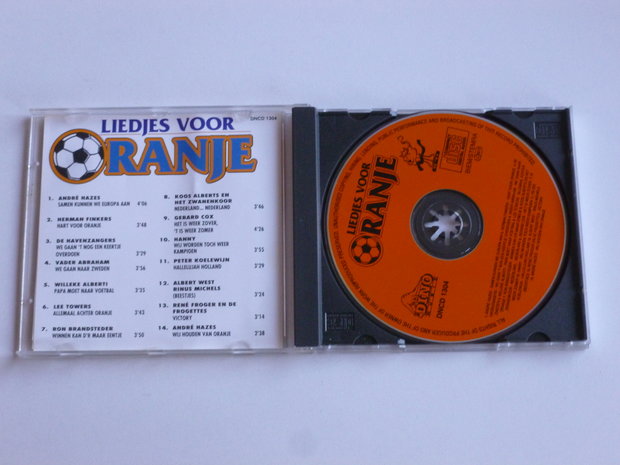 DNCD 1304
LIEDJES VOOR
ORANJE
1. ANDRÉ HAZES
SAMEN KUNNEN WE EUROPA AAN 4'06
2. HERMAN FINKERS
HART VOOR ORANJE 3'48
3. DE HAVENZANGERS
WE GAAN 'T NOG EEN KEERTJE
OVERDOEN 3'29
4. VADER ABRAHAM
WE GAAN NAAR ZWEDEN 3'56
5. WILLEKE ALBERTI
PAPA MOET NAAR VOETBAL 3'35
6. LEE TOWERS
ALLEMAAL ACHTER ORANJE 3'43
7. RON BRANDSTEDER
WINNEN KAN D'R MAAR EENTJE 3'50
8. KOOS ALBERTS EN
HET ZWANENKOOR
NEDERLAND... NEDERLAND 3'46
9. GERARD COX
HET IS WEER ZOVER,
'T IS WEER ZOMER 4'26
10. HANNY
WIJ WORDEN TOCH WEER
KAMPIOEN 3'55
11. PETER KOELEWIJN
HALLELUJAH HOLLAND 3'29
12. ALBERT WEST
RINUS MICHELS
(BEESTJES) 3'24
13. RENÉ FROGER EN DE
FROGETTES
VICTORY 3'14
14. ANDRÉ HAZES
WIJ HOUDEN VAN ORANJE 3'38
LIEDJES VOOR
ORANJE
DINO
DNCD 1304
BIEM/STEMRA